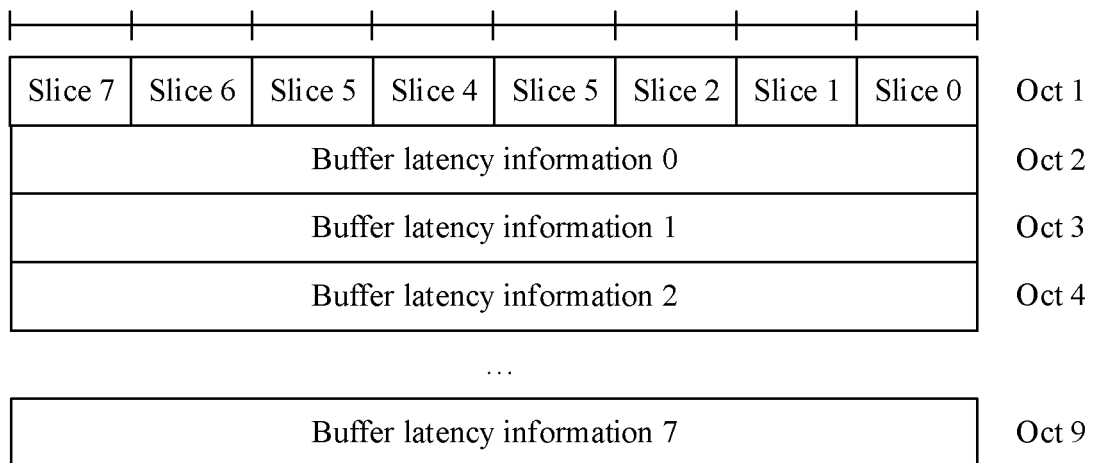 Slice 7 Slice 6 Slice 5 Slice 4 Slice 5 Slice 2 Slice 1 Slice 0 Oct 1
Buffer latency information 0 Oct 2
Buffer latency information 1 Oct 3
Buffer latency information 2 Oct 4
...
Buffer latency information 7 Oct 9